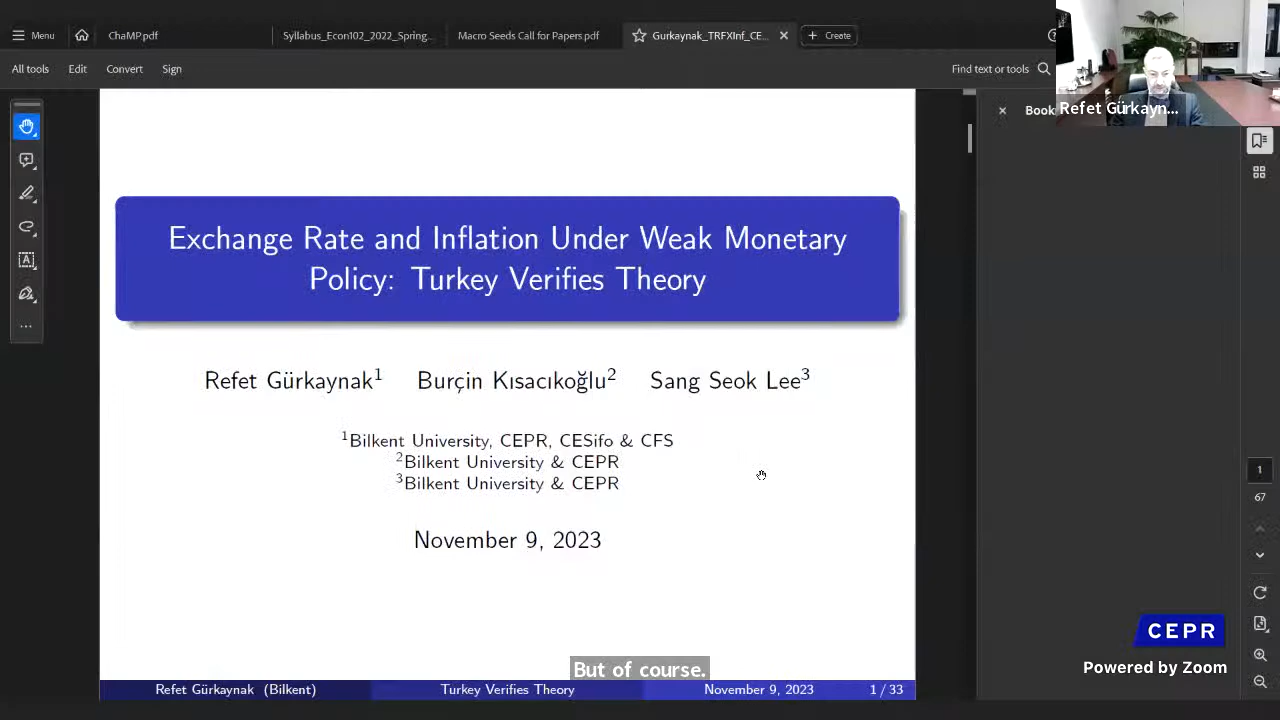 Menu
ChaMP.pdf
Syllabus_Econ102_2022_Spring...
Macro Seeds Call for Papers.pdf
Gurkaynak_TRFXInf_CE...
Create
All tools
Edit
Convert
Sign
Find text or tools
Book
Refet Gürkayn...
Exchange Rate and Inflation Under Weak Monetary
Policy: Turkey Verifies Theory
Refet Gürkaynak¹ Burçin Kısacıkoğlu² Sang Seok Lee³
¹Bilkent University, CEPR, CESifo & CFS
²Bilkent University & CEPR
³Bilkent University & CEPR
November 9, 2023
1
67
CEPR
Powered by Zoom
But of course.
Refet Gürkaynak (Bilkent) Turkey Verifies Theory November 9, 2023 1 / 33